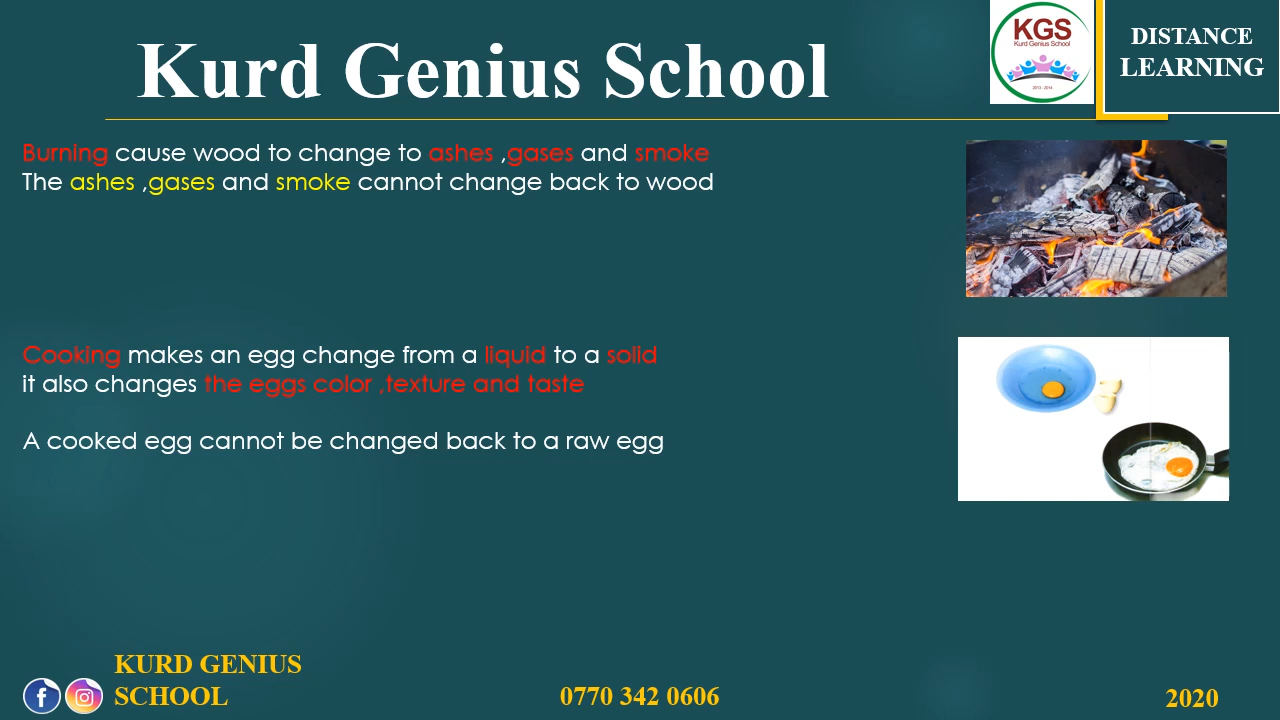 Kurd Genius School
KGS
Kurd Genius School
2013 - 2014
DISTANCE
LEARNING
Burning cause wood to change to ashes ,gases and smoke
The ashes ,gases and smoke cannot change back to wood
Cooking makes an egg change from a liquid to a solid
it also changes the eggs color ,texture and taste
A cooked egg cannot be changed back to a raw egg
KURD GENIUS
SCHOOL
0770 342 0606
2020